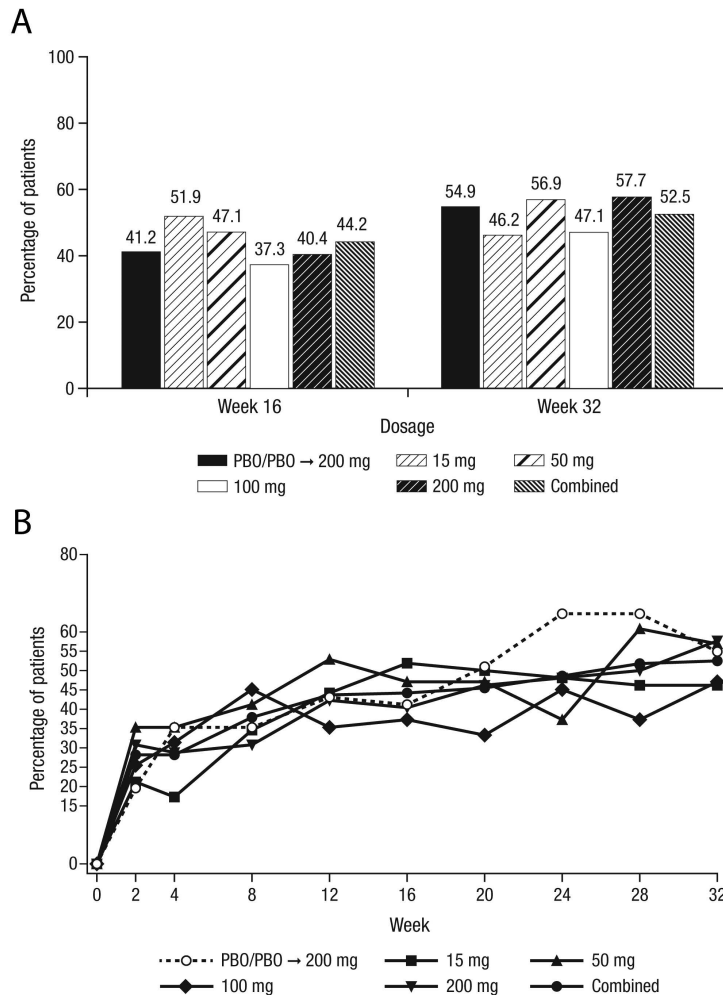 A
Percentage of patients
100
80
60
40
20
0
41.2
51.9
47.1
37.3
40.4
44.2
54.9
46.2
56.9
47.1
57.7
52.5
Week 16
Week 32
Dosage
PBO/PBO → 200 mg
15 mg
50 mg
100 mg
200 mg
Combined
B
Percentage of patients
80
60
55
50
45
40
35
30
25
20
15
0
0 2 4 8 12 16 20 24 28 32
Week
PBO/PBO → 200 mg
15 mg
50 mg
100 mg
200 mg
Combined